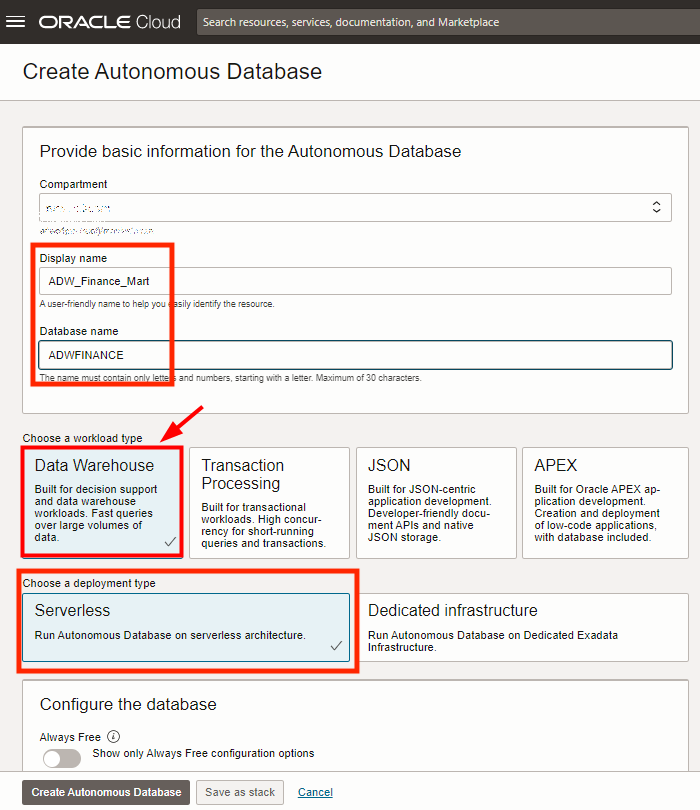 ORACLE Cloud
Search resources, services, documentation, and Marketplace
Create Autonomous Database
Provide basic information for the Autonomous Database
Compartment
Display name
ADW_Finance_Mart
A user-friendly name to help you easily identify the resource.
Database name
ADWFINANCE
The name must contain only letters and numbers, starting with a letter. Maximum of 30 characters.
Choose a workload type
Data Warehouse
Built for decision support
and data warehouse
workloads. Fast queries
over large volumes of
data.
Transaction
Processing
Built for transactional
workloads. High concur-
rency for short-running
queries and transactions.
JSON
Built for JSON-centric
application development.
Developer-friendly docu-
ment APIs and native
JSON storage.
APEX
Built for Oracle APEX ap-
plication development.
Creation and deployment
of low-code applications,
with database included.
Choose a deployment type
Serverless
Run Autonomous Database on serverless architecture.
Dedicated infrastructure
Run Autonomous Database on Dedicated Exadata
Infrastructure.
Configure the database
Always Free
Show only Always Free configuration options
Create Autonomous Database
Save as stack
Cancel